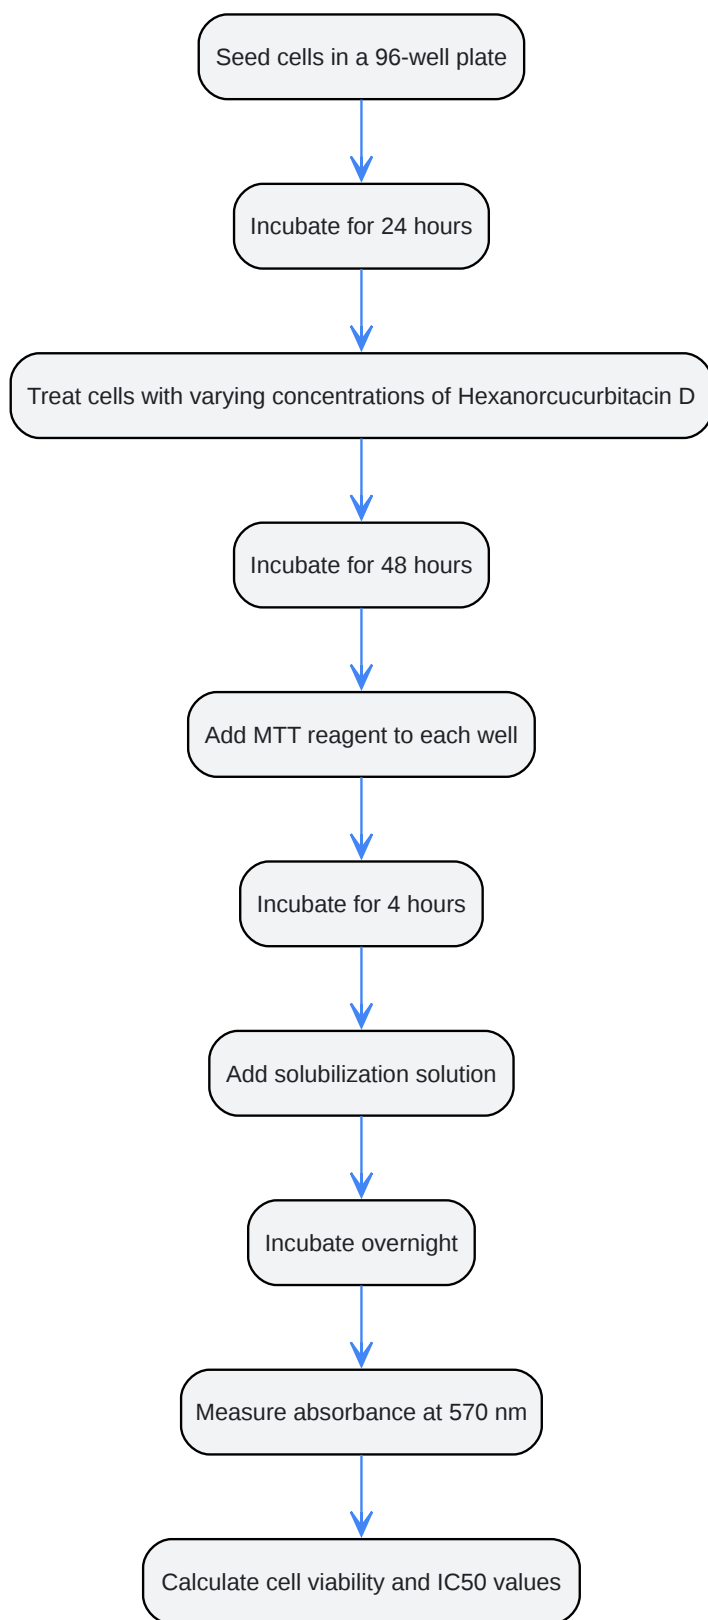 Seed cells in a 96-well plate
Incubate for 24 hours
Treat cells with varying concentrations of Hexanorcucurbitacin D
Incubate for 48 hours
Add MTT reagent to each well
Incubate for 4 hours
Add solubilization solution
Incubate overnight
Measure absorbance at 570 nm
Calculate cell viability and IC50 values